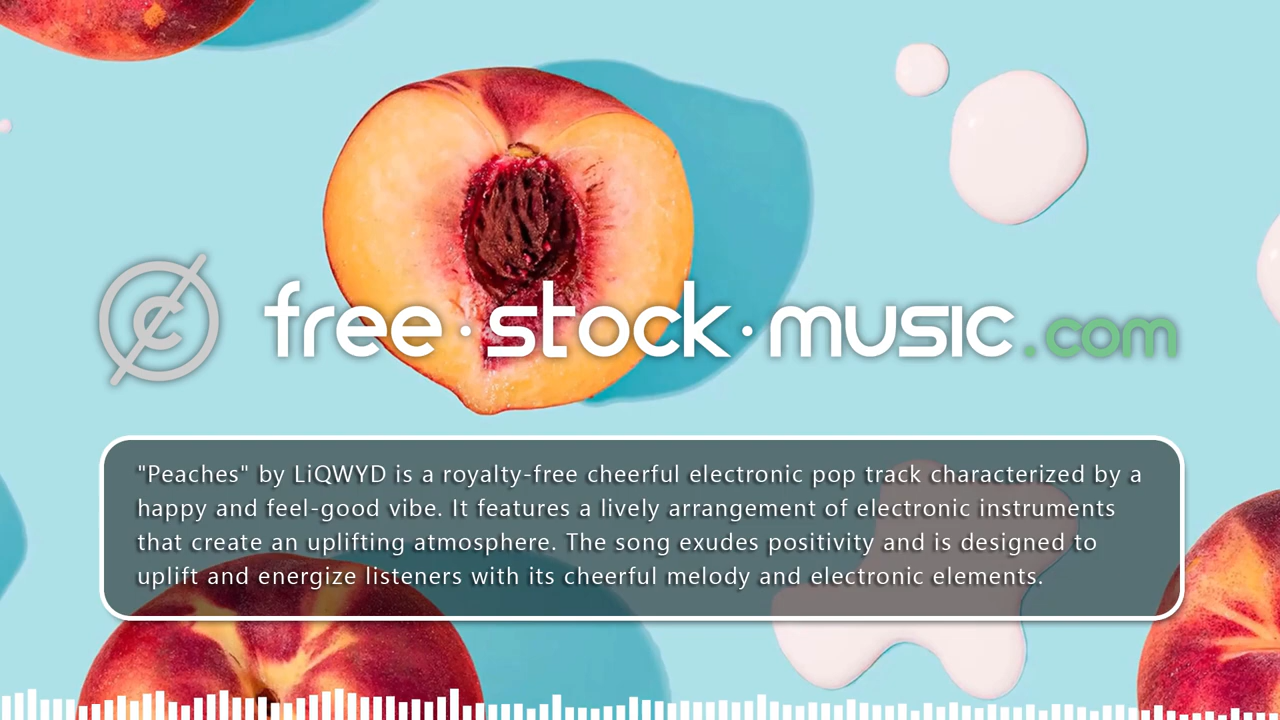 free·stock·music.com
"Peaches" by LiQWYD is a royalty-free cheerful electronic pop track characterized by a
happy and feel-good vibe. It features a lively arrangement of electronic instruments
that create an uplifting atmosphere. The song exudes positivity and is designed to
uplift and energize listeners with its cheerful melody and electronic elements.